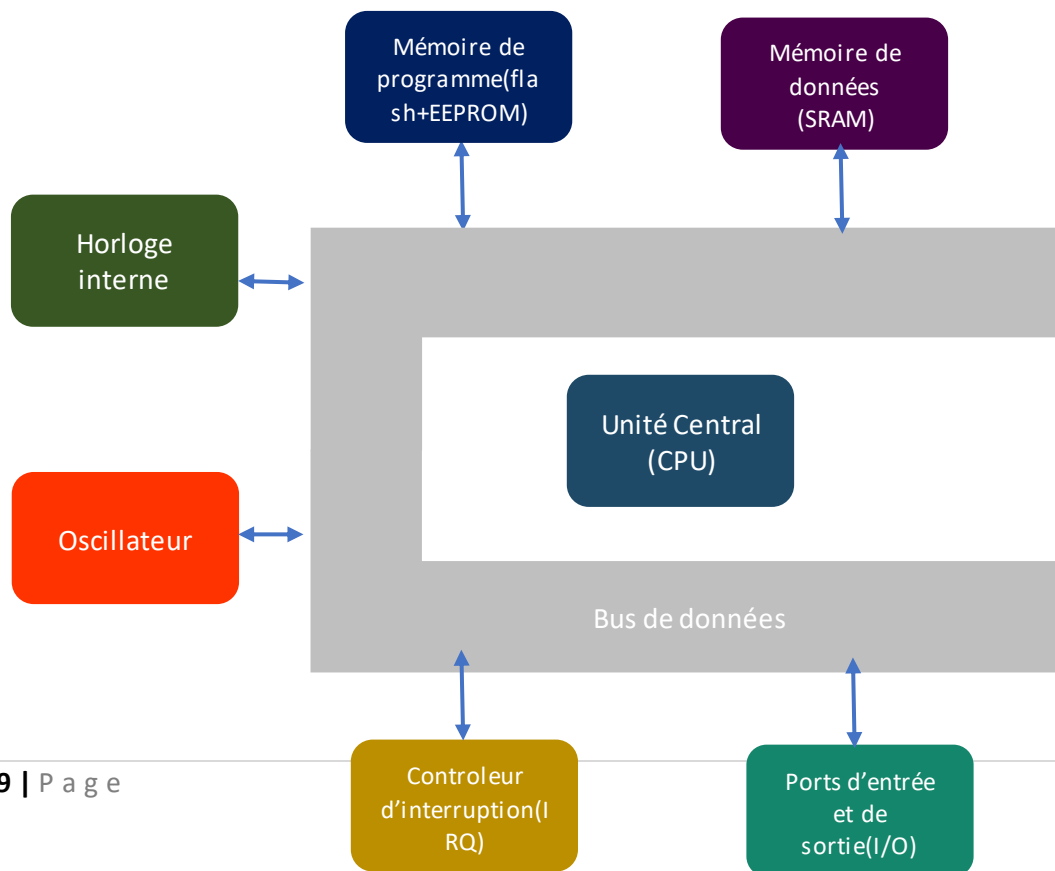 Mémoire de
programme(fla
sh+EEPROM)
Mémoire de
données
(SRAM)
Horloge
interne
Unité Central
(CPU)
Oscillateur
Bus de données
Controleur
d’interruption(I
RQ)
Ports d’entrée
et de
sortie(I/O)
9 | P a g e